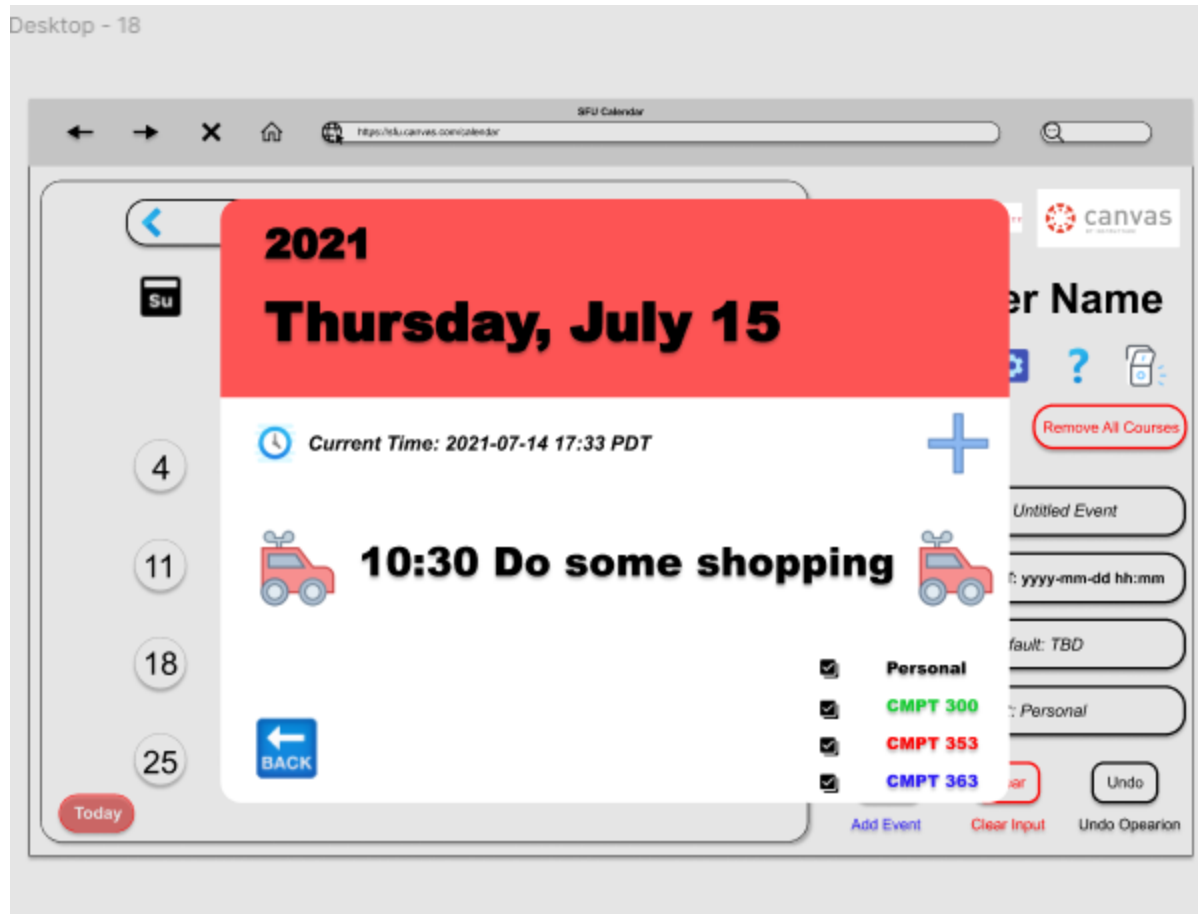 Desktop - 18
SFU Calendar
https://sfu.canvas.com/calendar
canvas
2021
Thursday, July 15
Su
er Name
?
Current Time: 2021-07-14 17:33 PDT
Remove All Courses
4
Untitled Event
10:30 Do some shopping
11
T: yyyy-mm-dd hh:mm
fault: TBD
18
Personal
CMPT 300
: Personal
CMPT 353
BACK
25
CMPT 363
ar
Undo
Today
Add Event
Clear Input
Undo Opearion